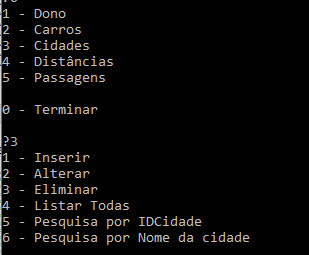 1 - Dono
2 - Carros
3 - Cidades
4 - Distâncias
5 - Passagens
0 - Terminar
?3
1 - Inserir
2 - Alterar
3 - Eliminar
4 - Listar Todas
5 - Pesquisa por IDCidade
6 - Pesquisa por Nome da cidade